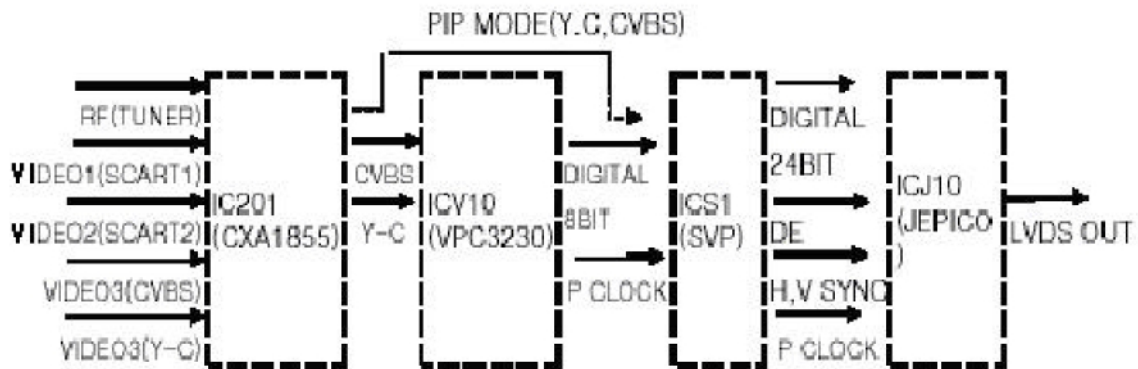 PIP MODE(Y_C,CVBS)
RF(TUNER)
VIDEO1(SCART1)
VIDEO2(SCART2)
VIDEO3(CVBS)
VIDEO3(Y-C)
IC201
(CXA1855)
CVBS
Y-C
ICV10
(VPC3230)
DIGITAL
8BIT
P CLOCK
ICS1
(SVP)
DIGITAL
24BIT
DE
H,V SYNC
P CLOCK
ICJ10
(JEPICO
)
LVDS OUT